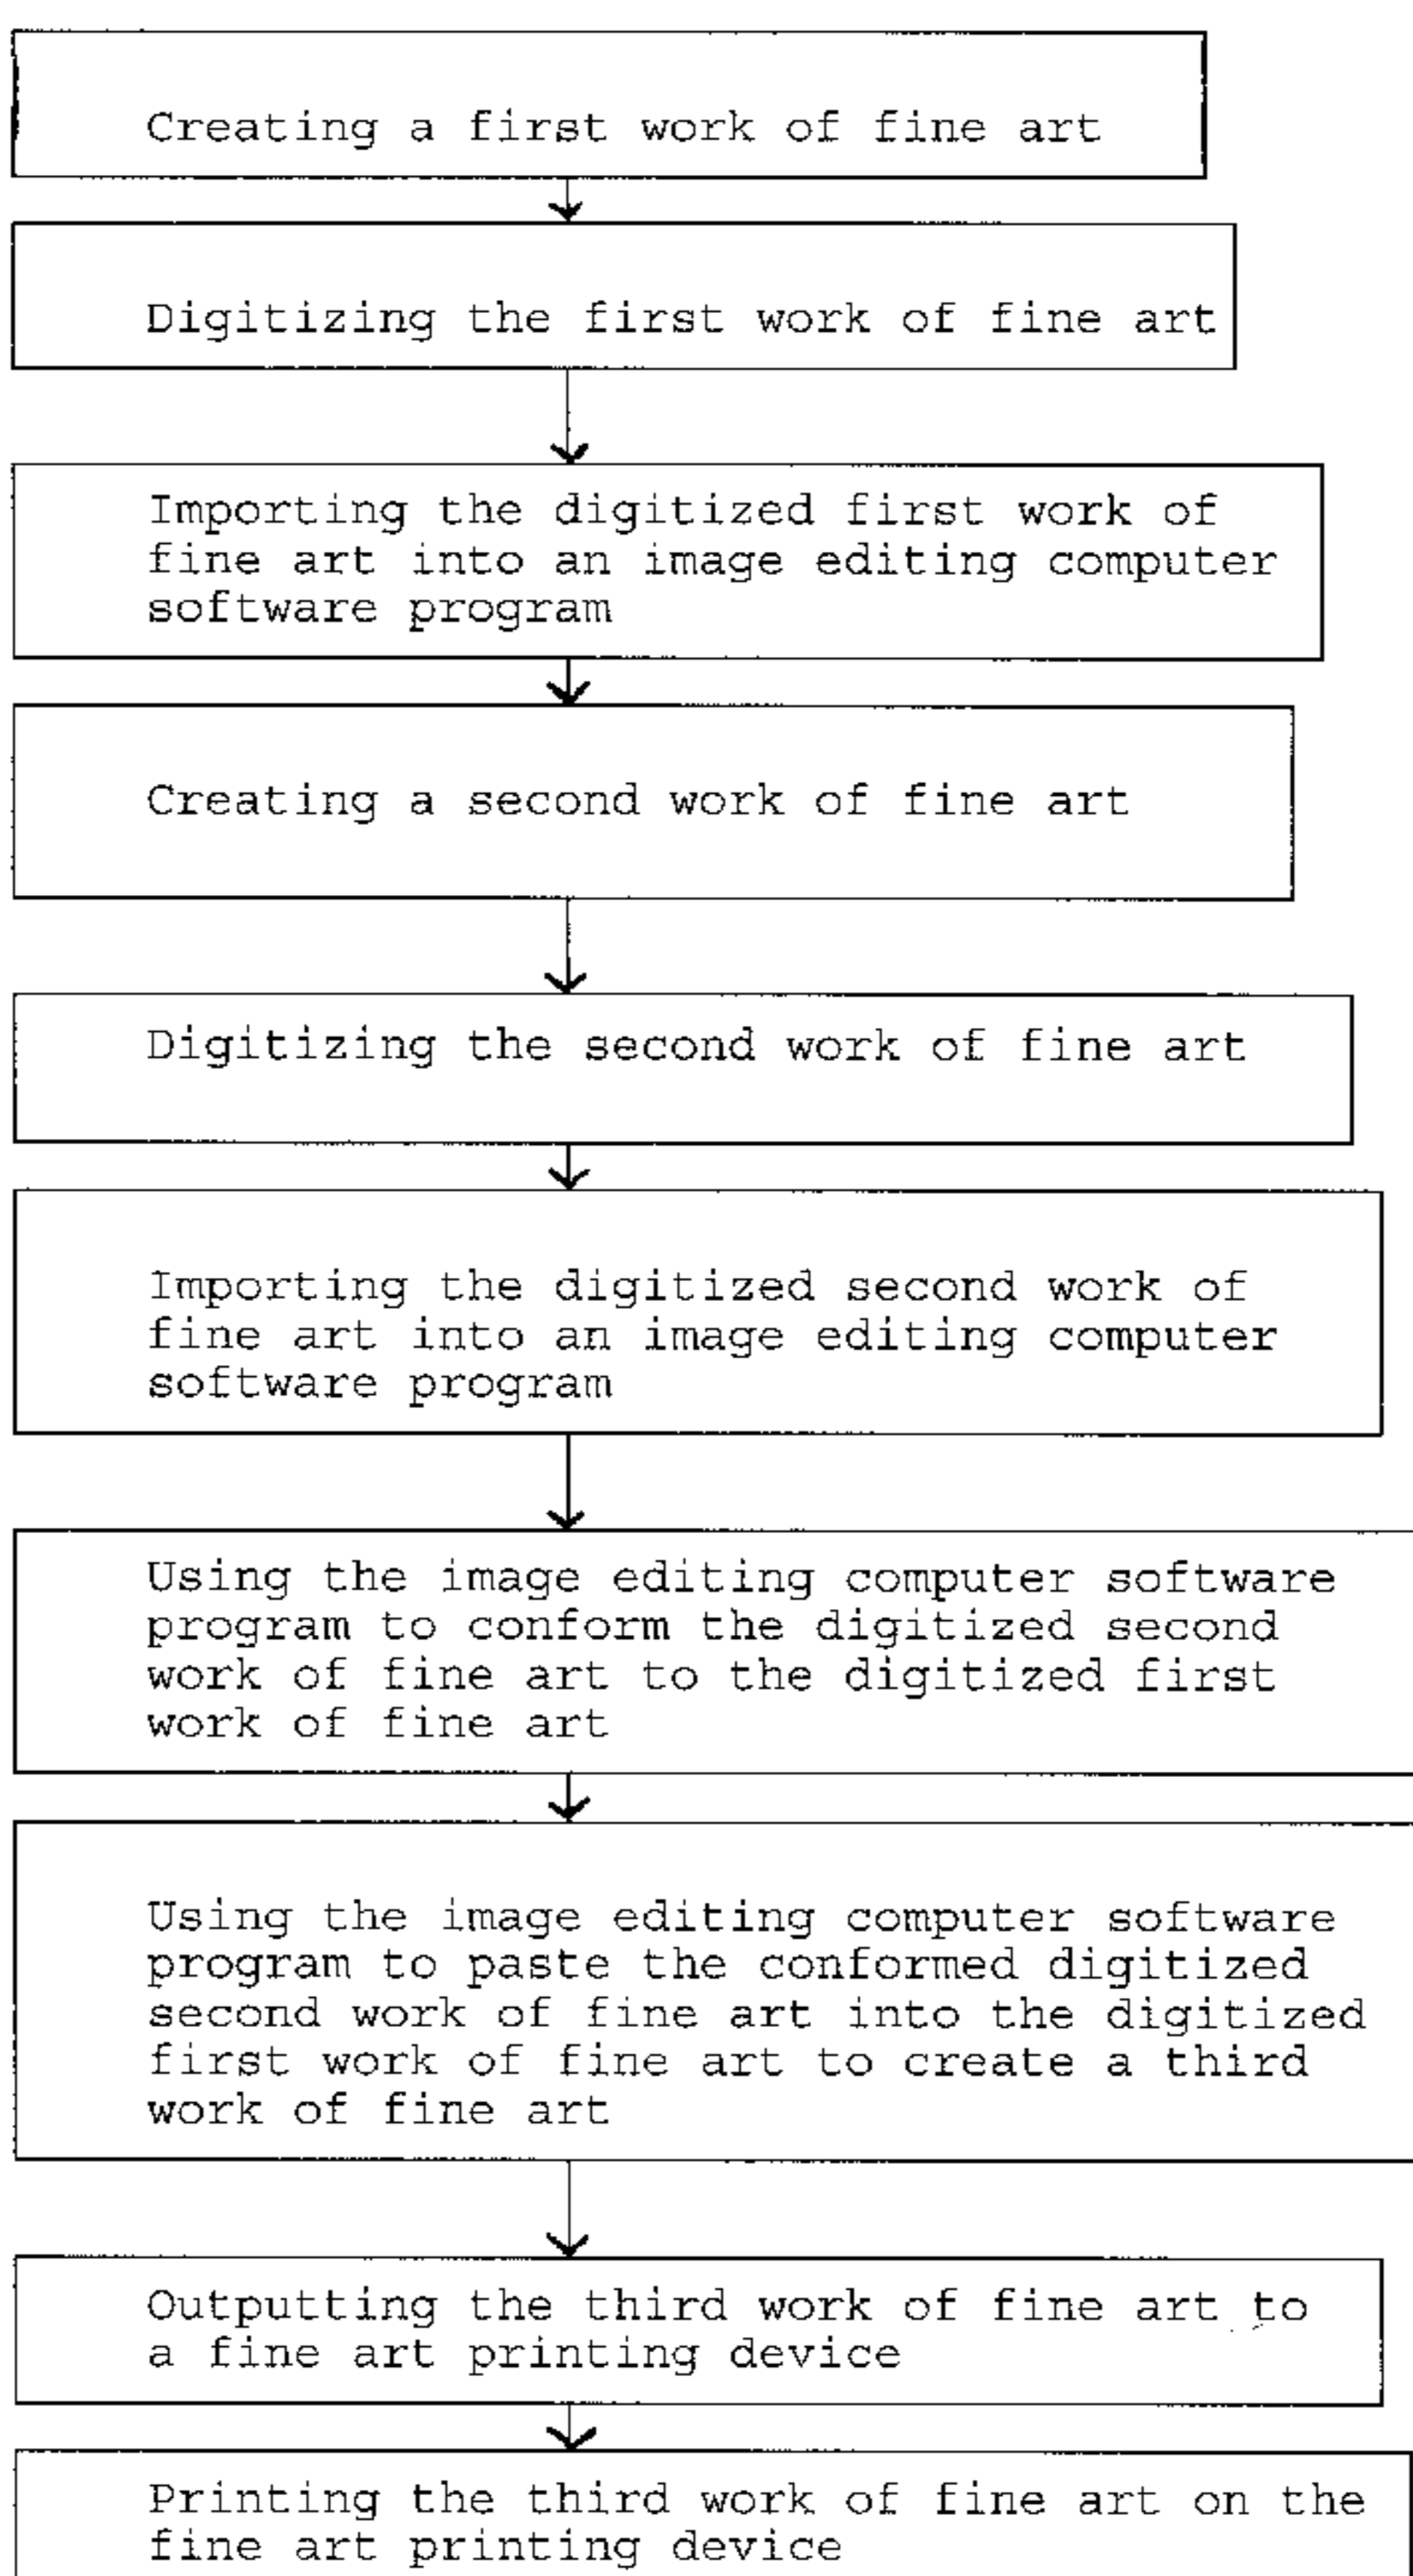 Creating a first work of fine art
Digitizing the first work of fine art
Importing the digitized first work of
fine art into an image editing computer
software program
Creating a second work of fine art
Digitizing the second work of fine art
Importing the digitized second work of
fine art into an image editing computer
software program
Using the image editing computer software
program to conform the digitized second
work of fine art to the digitized first
work of fine art
Using the image editing computer software
program to paste the conformed digitized
second work of fine art into the digitized
first work of fine art to create a third
work of fine art
Outputting the third work of fine art to
a fine art printing device
Printing the third work of fine art on the
fine art printing device